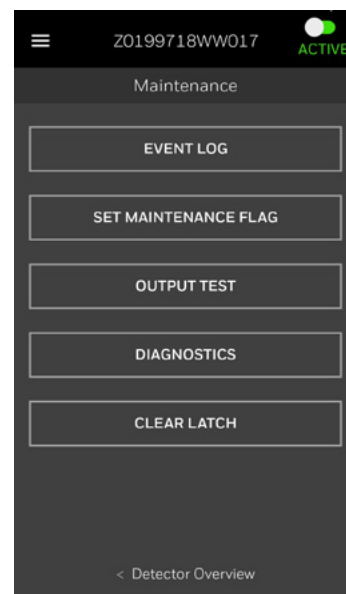 Z0199718WW017
ACTIVE
Maintenance
EVENT LOG
SET MAINTENANCE FLAG
OUTPUT TEST
DIAGNOSTICS
CLEAR LATCH
< Detector Overview